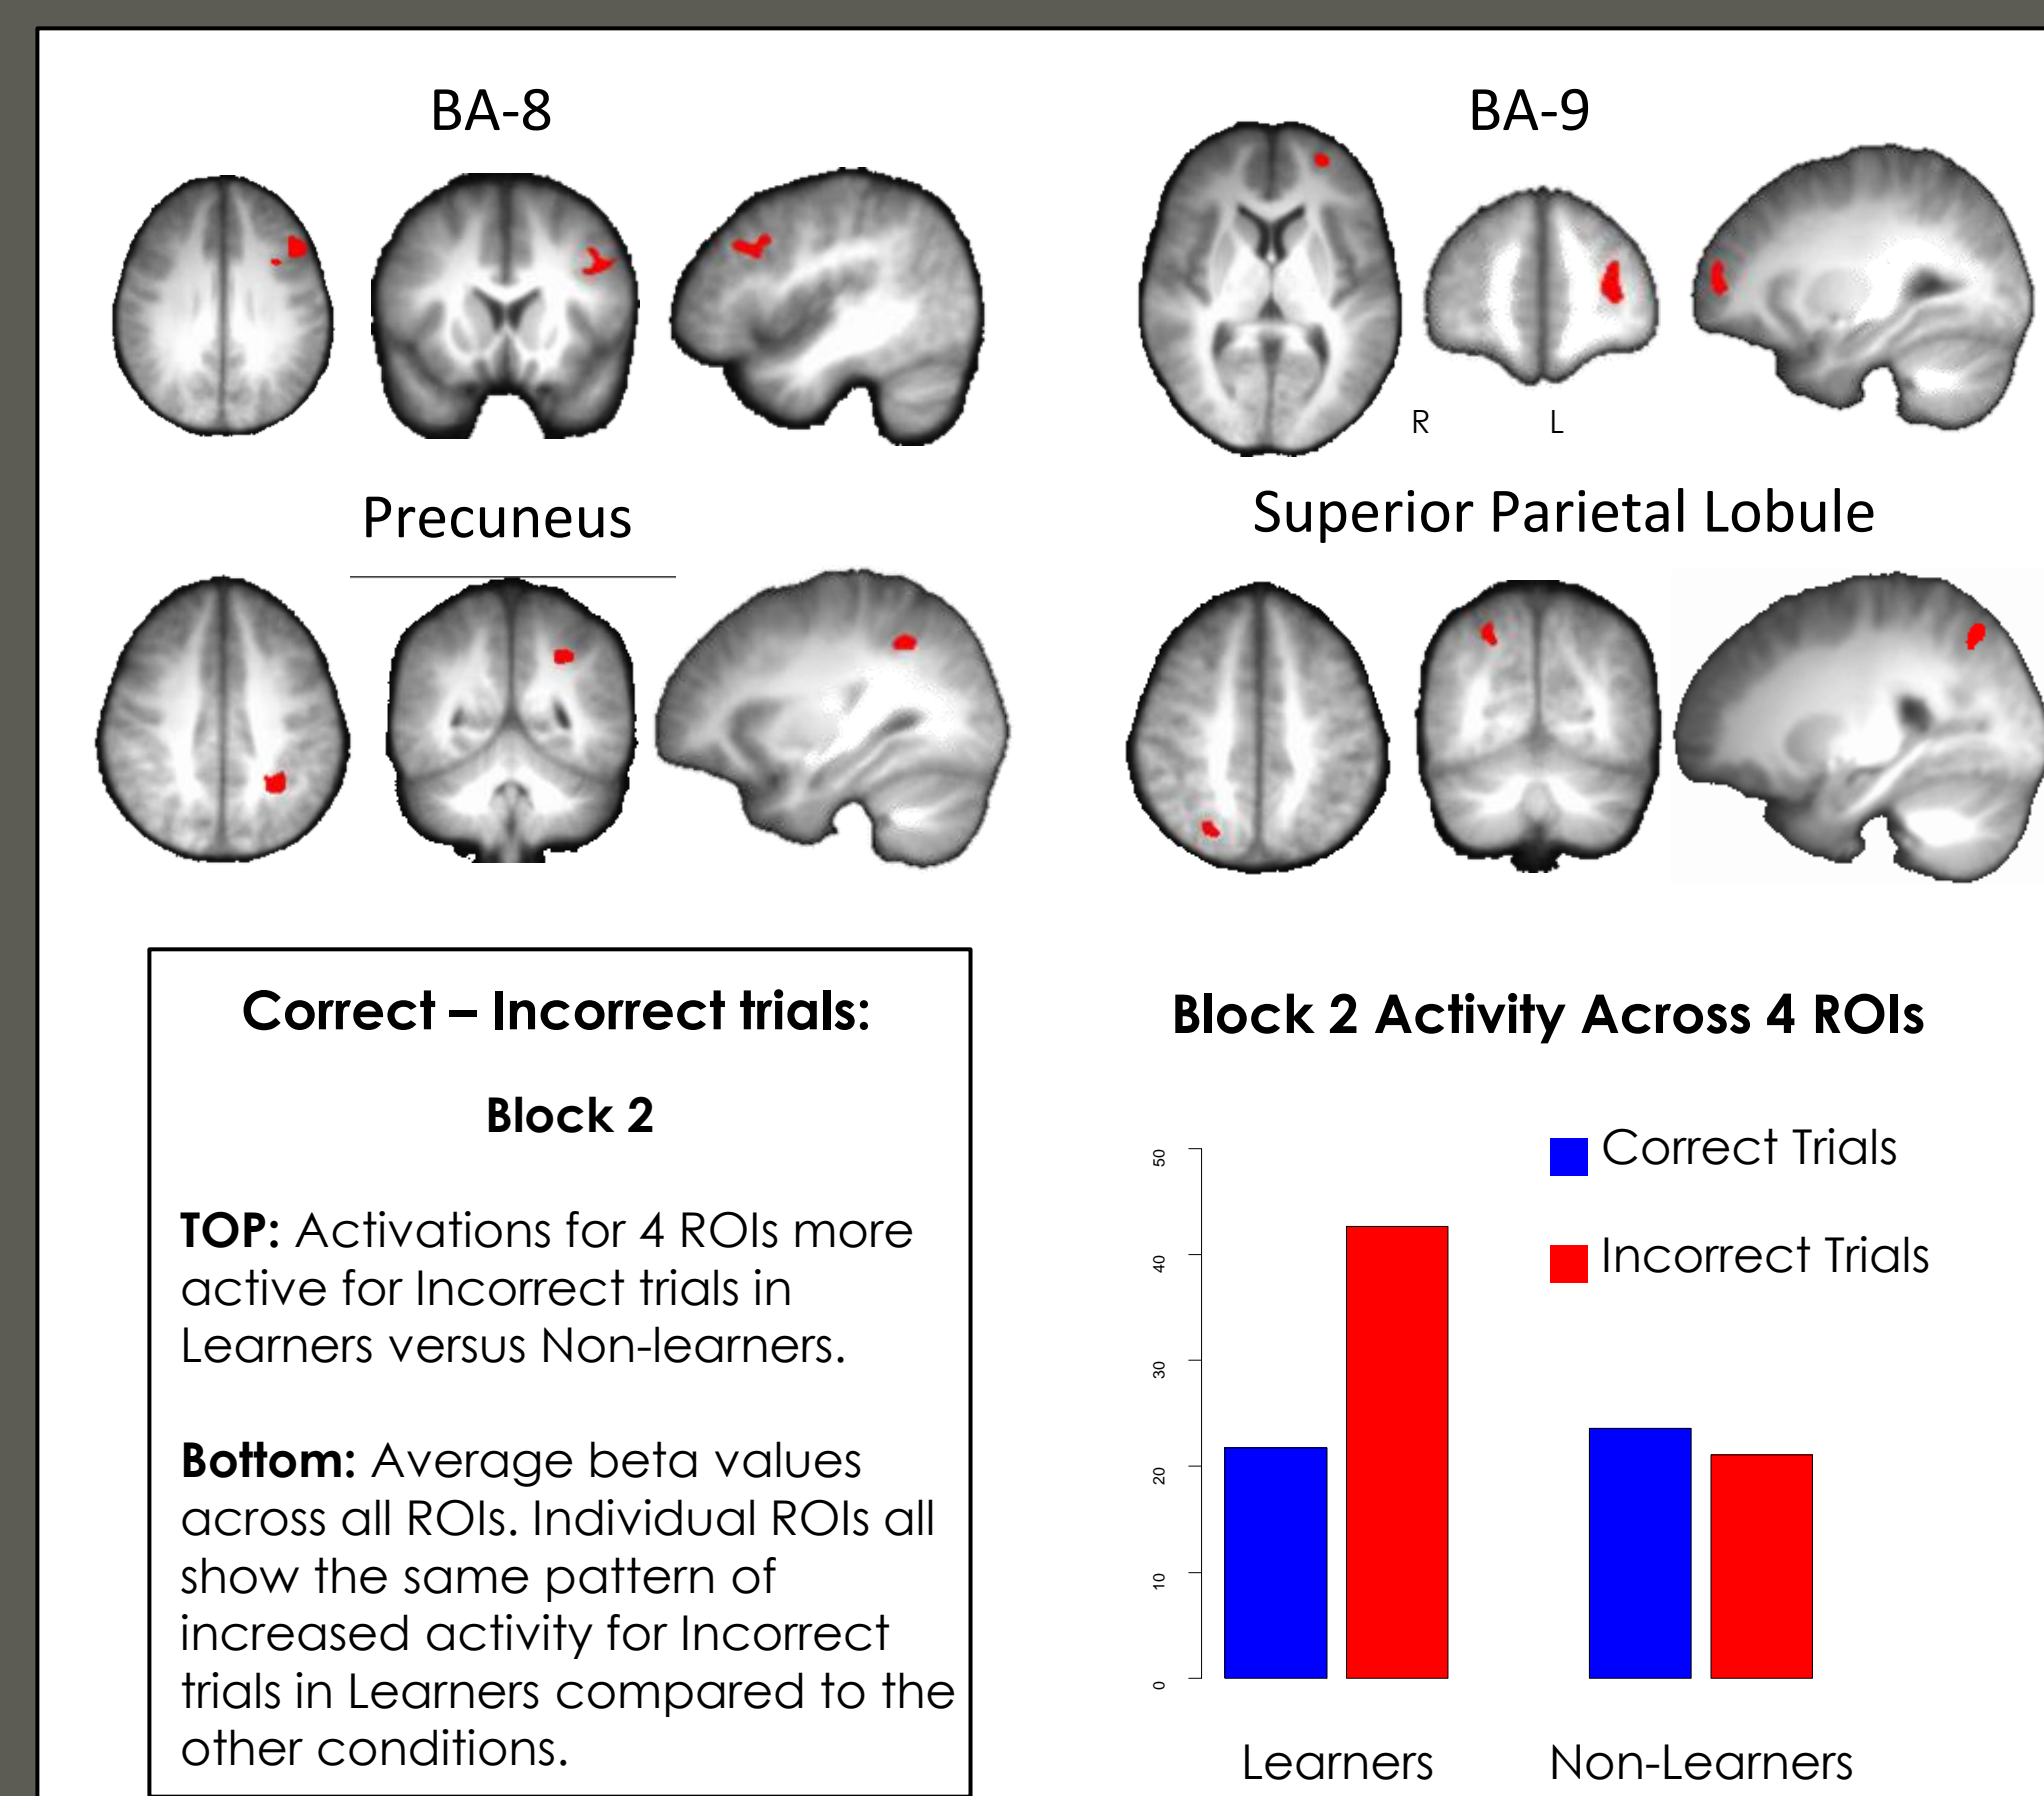 BA-8
BA-9
R
L
Precuneus
Superior Parietal Lobule
Correct – Incorrect trials:
Block 2
TOP: Activations for 4 ROIs more
active for Incorrect trials in
Learners versus Non-learners.
Bottom: Average beta values
across all ROIs. Individual ROIs all
show the same pattern of
increased activity for Incorrect
trials in Learners compared to the
other conditions.
Block 2 Activity Across 4 ROIs
Correct Trials
Incorrect Trials
50
40
30
20
10
0
Learners
Non-Learners